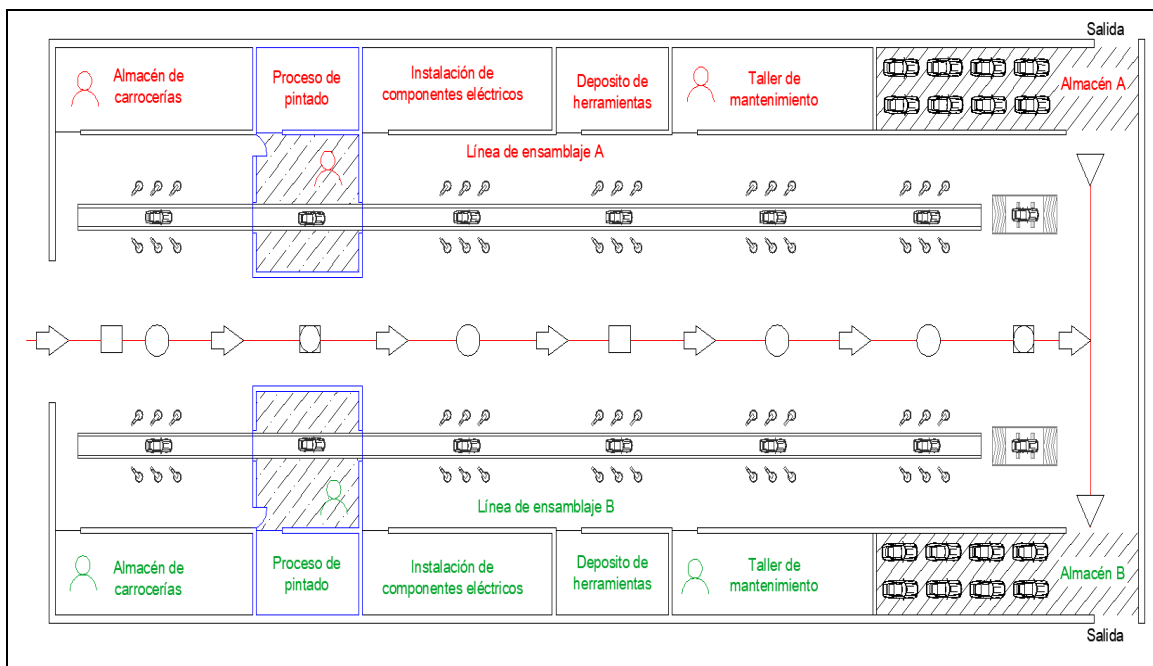 Salida
Almacén de
carrocerías
Proceso de
pintado
Instalación de
componentes eléctricos
Deposito de
herramientas
Taller de
mantenimiento
Almacén A
Línea de ensamblaje A
Línea de ensamblaje B
Almacén de
carrocerías
Proceso de
pintado
Instalación de
componentes eléctricos
Deposito de
herramientas
Taller de
mantenimiento
Almacén B
Salida